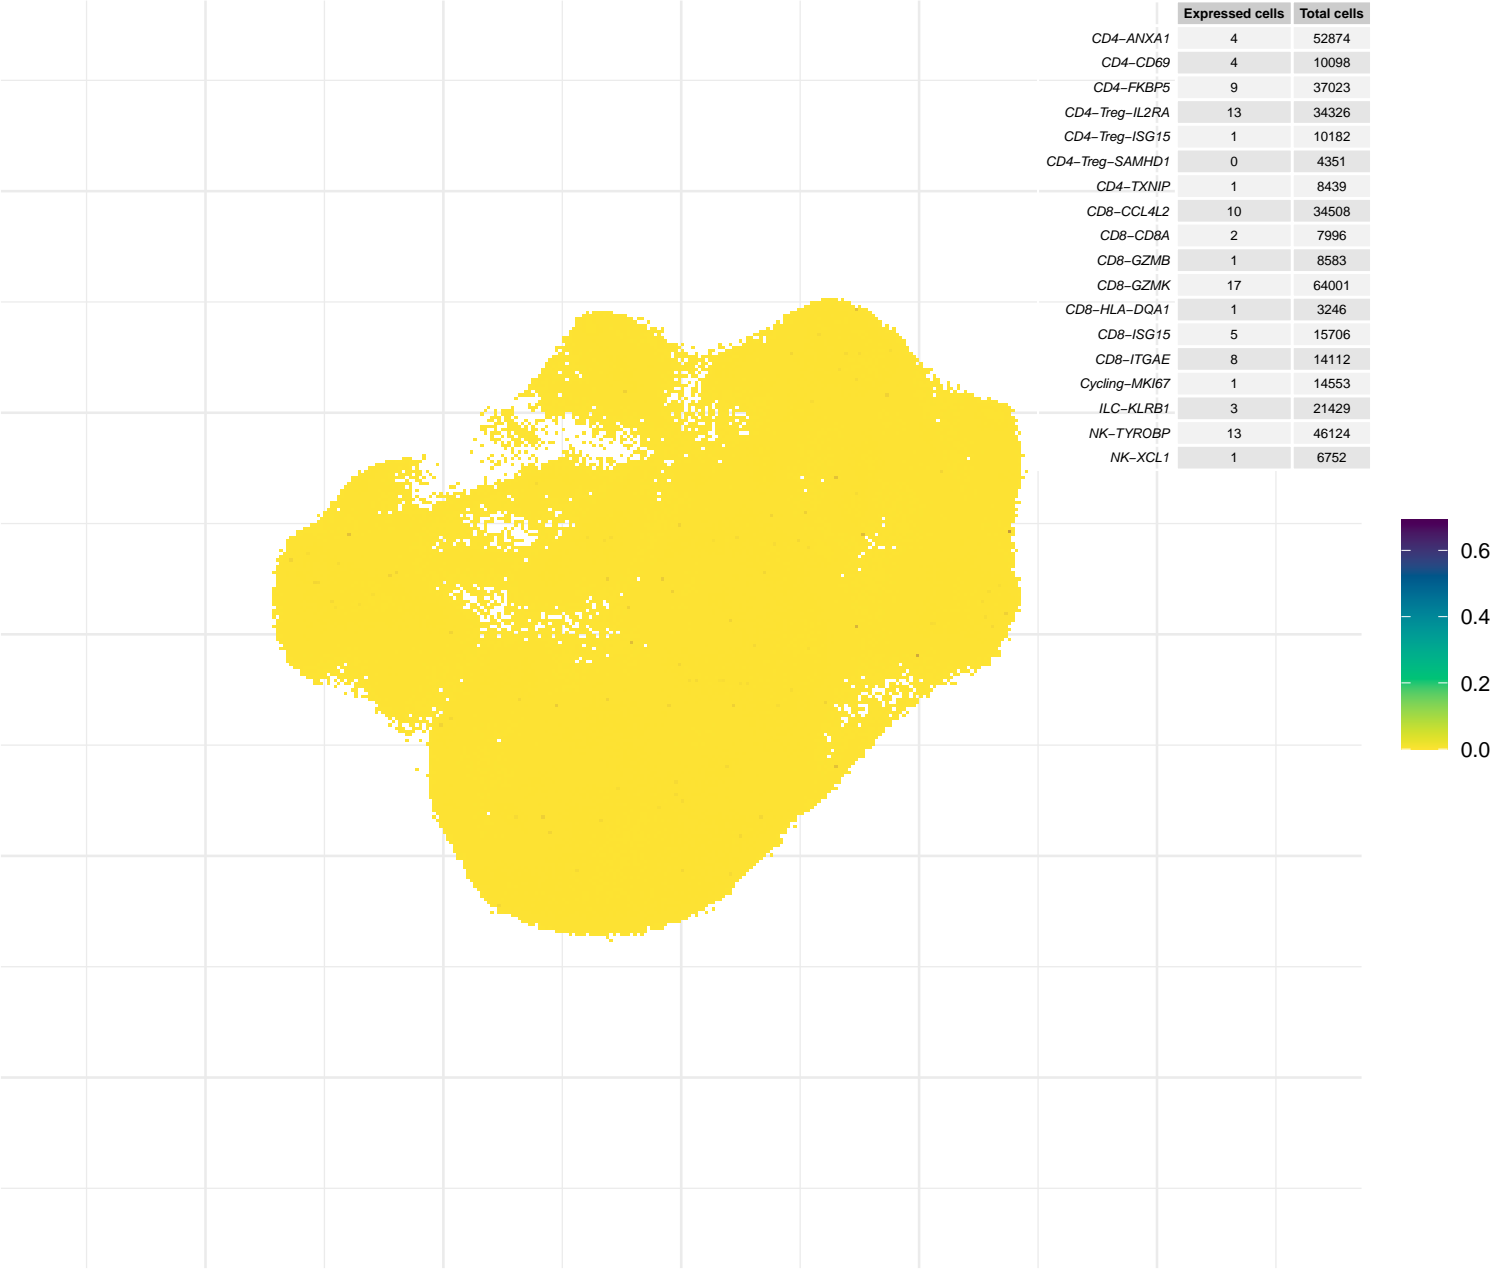 Expressed cells Total cells
CD4−ANXA1 4 52874
CD4−CD69 4 10098
CD4−FKBP5 9 37023
CD4−Treg−IL2RA 13 34326
CD4−Treg−ISG15 1 10182
CD4−Treg−SAMHD1 0 4351
CD4−TXNIP 1 8439
CD8−CCL4L2 10 34508
CD8−CD8A 2 7996
CD8−GZMB 1 8583
CD8−GZMK 17 64001
CD8−HLA−DQA1 1 3246
CD8−ISG15 5 15706
CD8−ITGAE 8 14112
Cycling−MKI67 1 14553
ILC−KLRB1 3 21429
NK−TYROBP 13 46124
NK−XCL1 1 6752
0.6
0.4
0.2
0.0